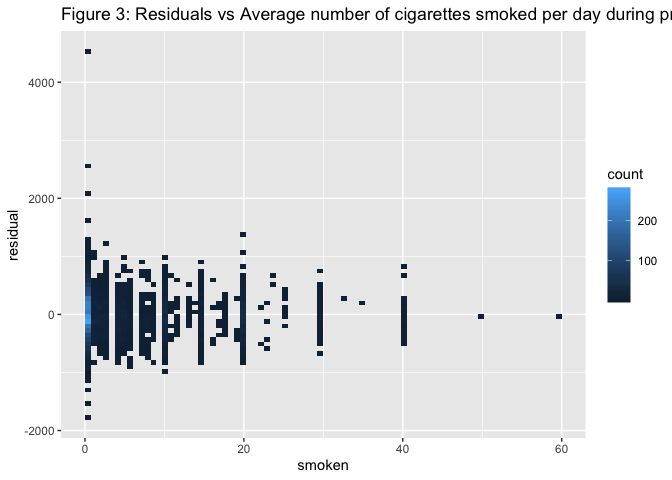 Figure 3: Residuals vs Average number of cigarettes smoked per day during pr
4000
2000
0
-2000
residual
0
20
40
60
smoken
count
200
100